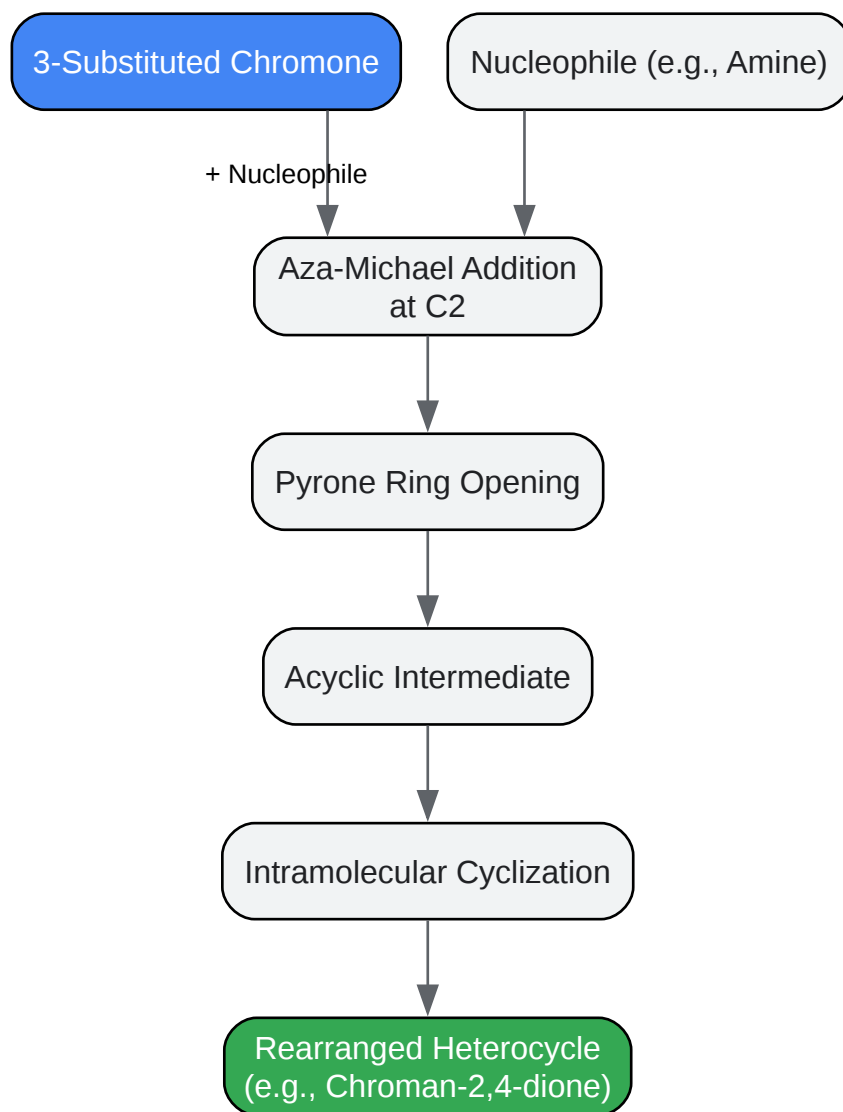 3-Substituted Chromone
Nucleophile (e.g., Amine)
+ Nucleophile
Aza-Michael Addition
at C2
Pyrone Ring Opening
Acyclic Intermediate
Intramolecular Cyclization
Rearranged Heterocycle
(e.g., Chroman-2,4-dione)